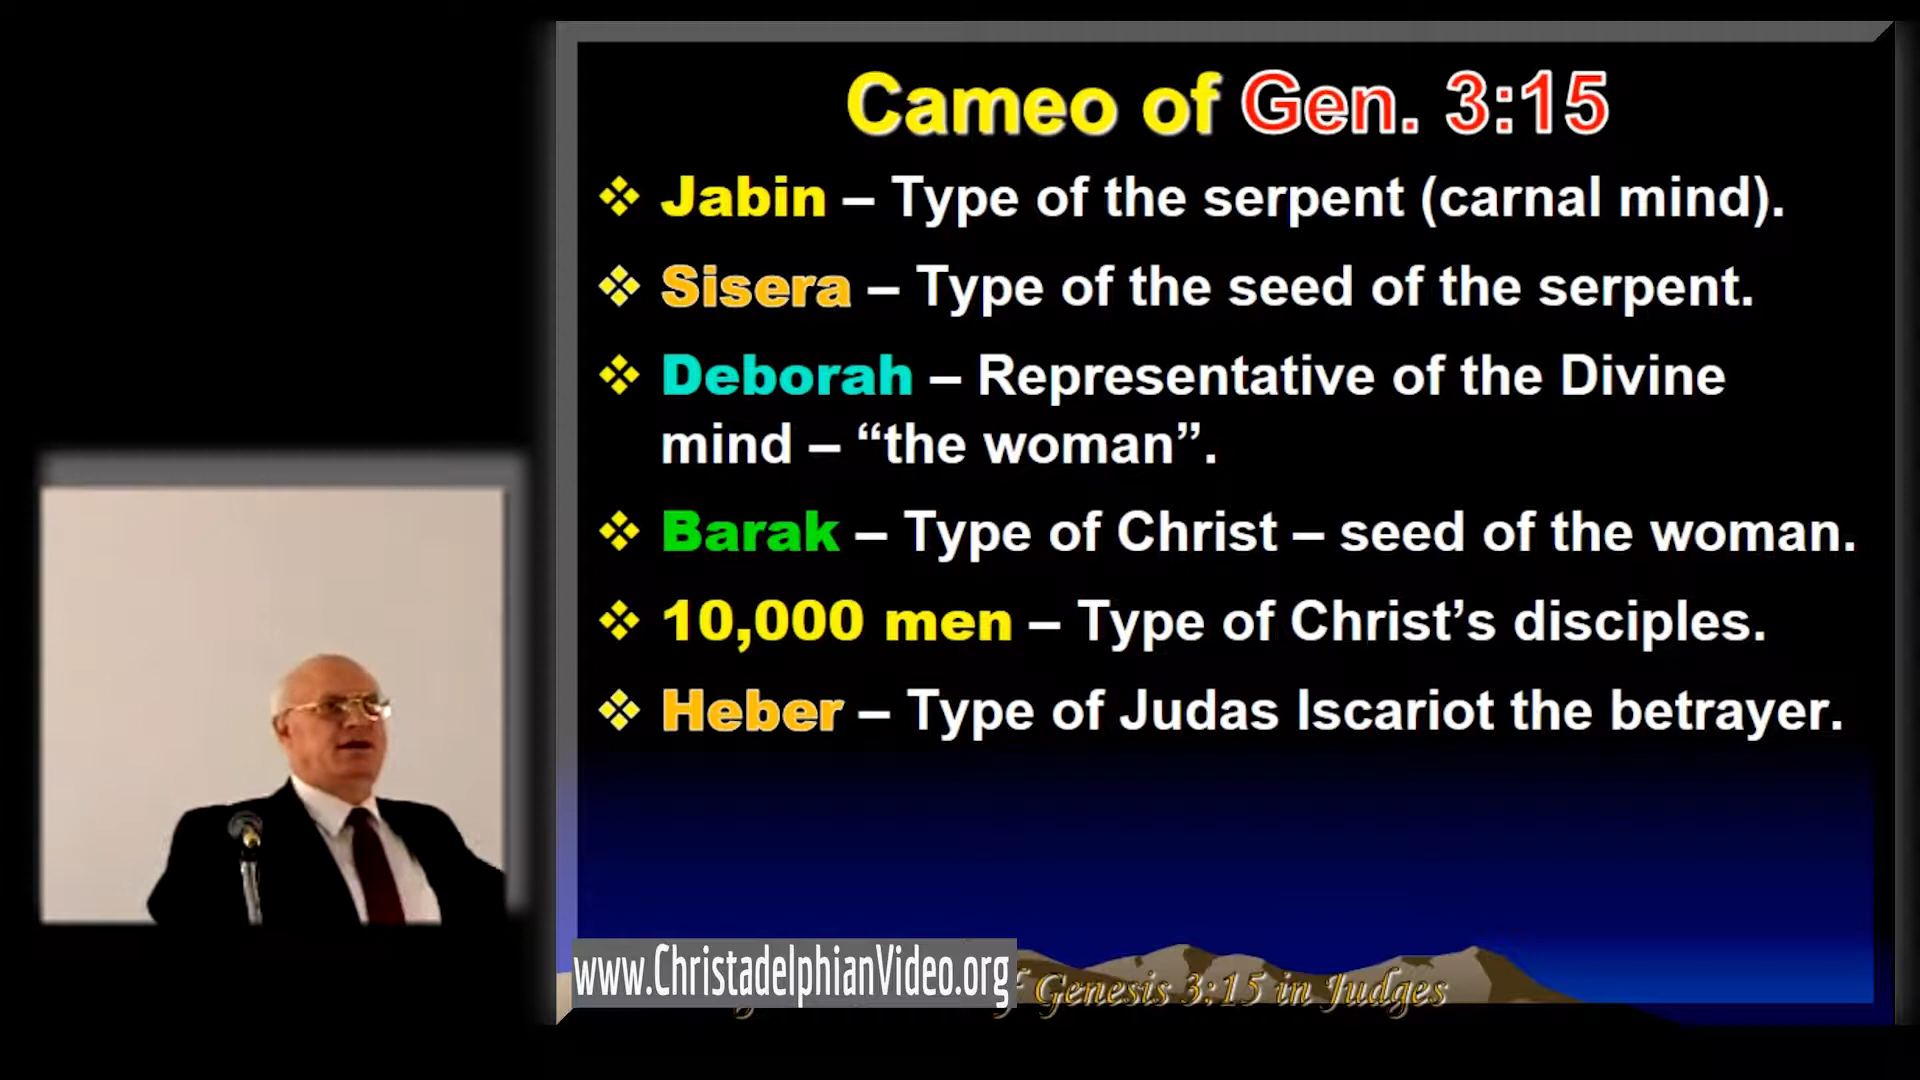 Cameo of Gen. 3:15
❖ Jabin – Type of the serpent (carnal mind).
❖ Sisera – Type of the seed of the serpent.
❖ Deborah – Representative of the Divine
mind – “the woman”.
❖ Barak – Type of Christ – seed of the woman.
❖ 10,000 men – Type of Christ’s disciples.
❖ Heber – Type of Judas Iscariot the betrayer.
www.ChristadelphianVideo.org
Genesis 3:15 in Judges